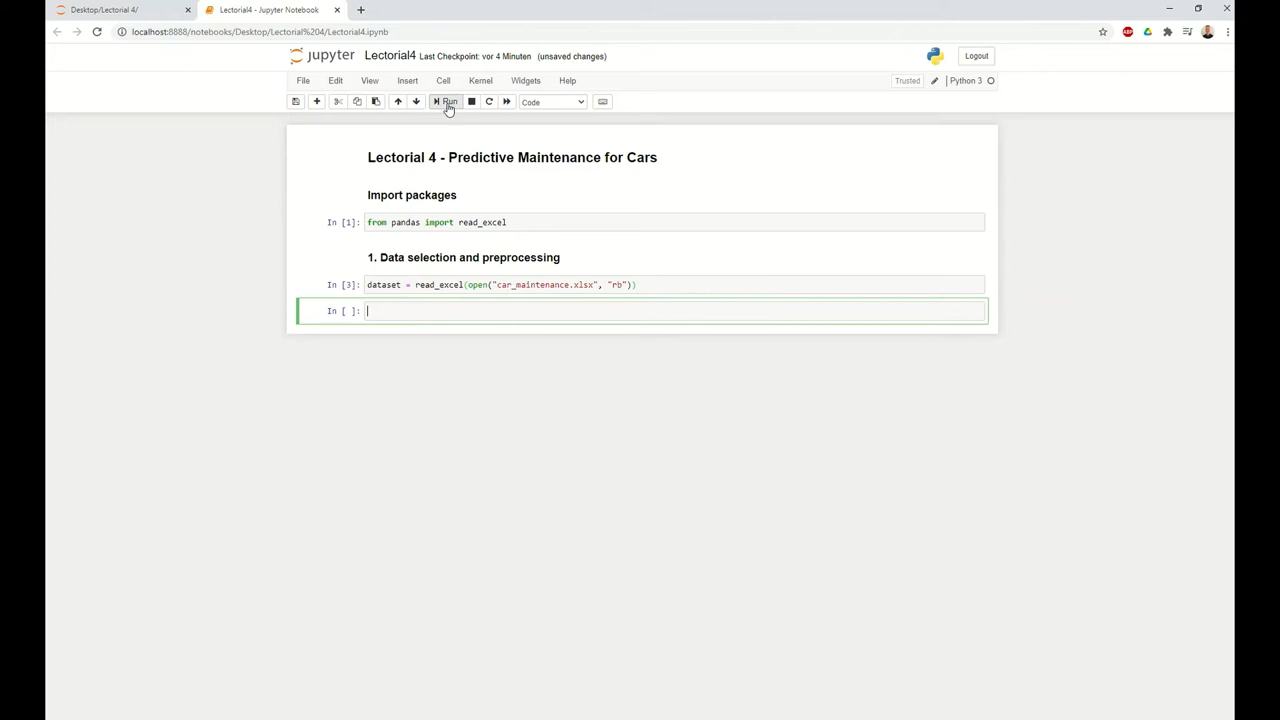 Desktop/Lectorial 4/
Lectorial4 - Jupyter Notebook
localhost:8888/notebooks/Desktop/Lectorial%204/Lectorial4.ipynb
ABP
jupyter Lectorial4 Last Checkpoint: vor 4 Minuten (unsaved changes)
Logout
File Edit View Insert Cell Kernel Widgets Help
Trusted
Python 3
Run
Code
Lectorial 4 - Predictive Maintenance for Cars
Import packages
In [1]: from pandas import read_excel
1. Data selection and preprocessing
In [3]: dataset = read_excel(open("car_maintenance.xlsx", "rb"))
In [ ]: